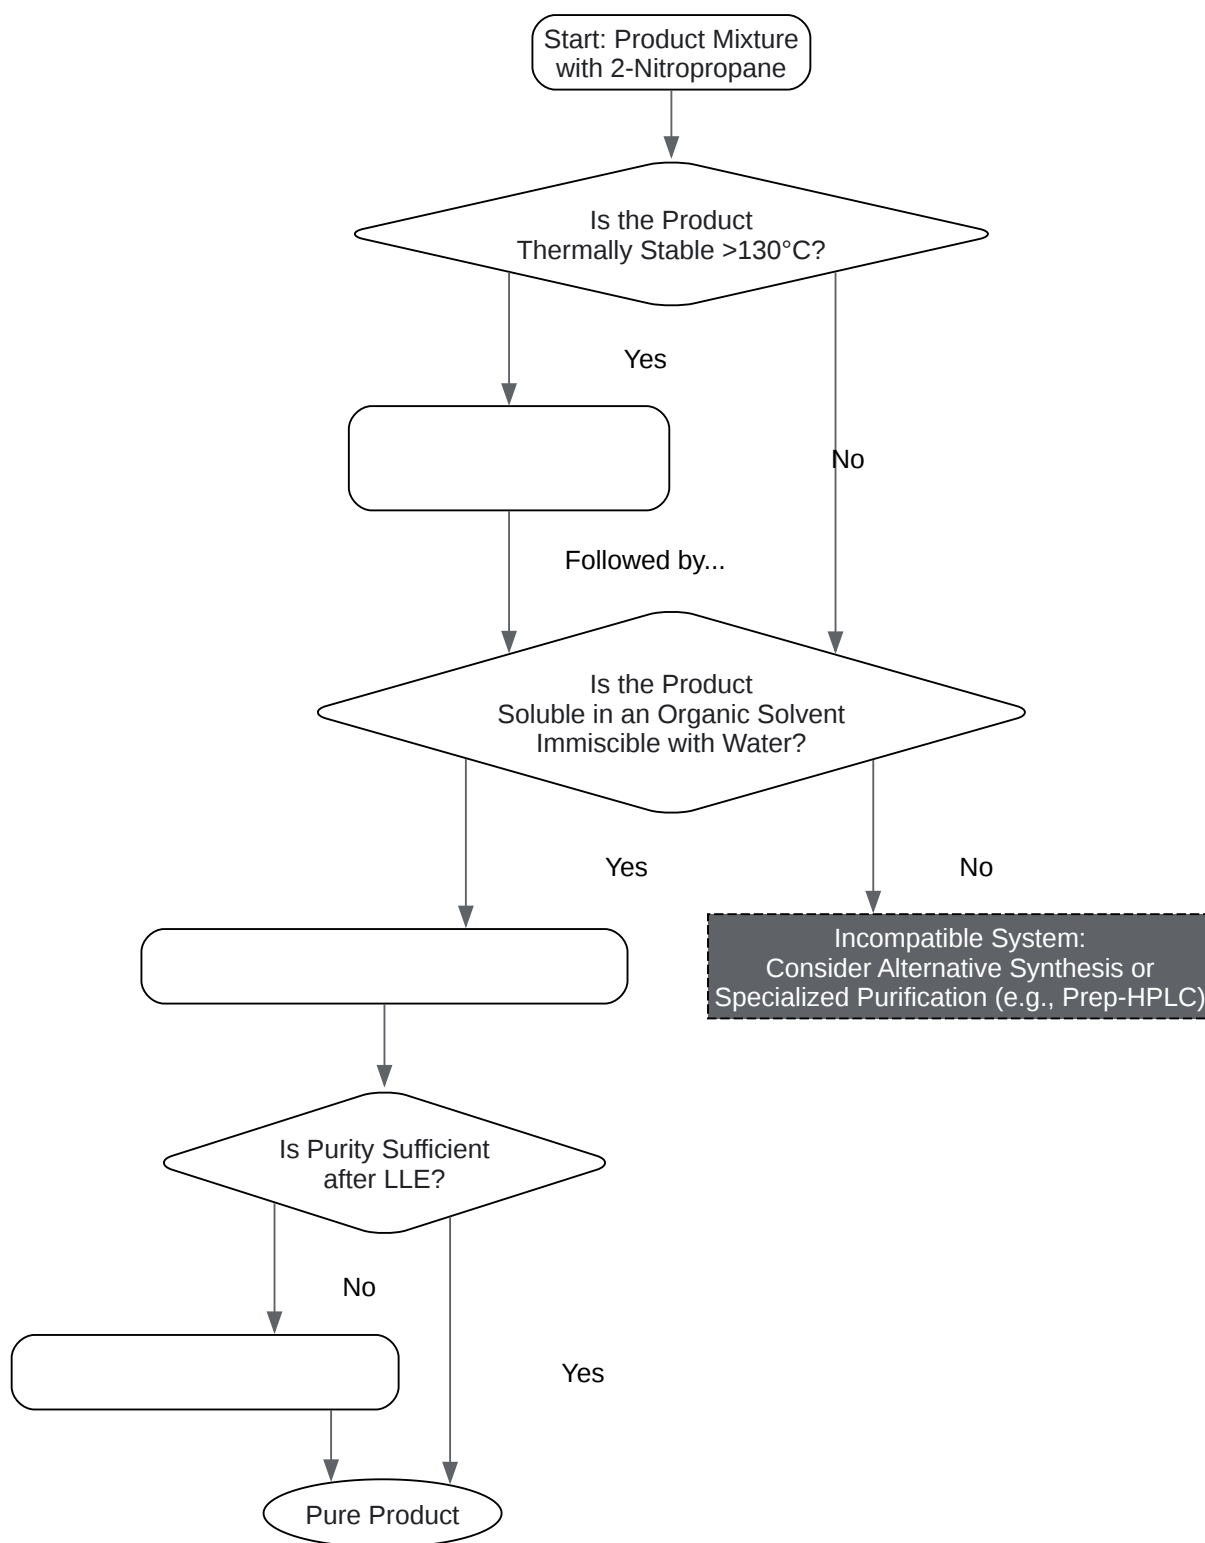 Start: Product Mixture
with 2-Nitropropane
Is the Product
Thermally Stable >130°C?
Yes
No
Followed by...
Is the Product
Soluble in an Organic Solvent
Immiscible with Water?
Yes
No
Incompatible System:
Consider Alternative Synthesis or
Specialized Purification (e.g., Prep-HPLC)
Is Purity Sufficient
after LLE?
No
Yes
Pure Product